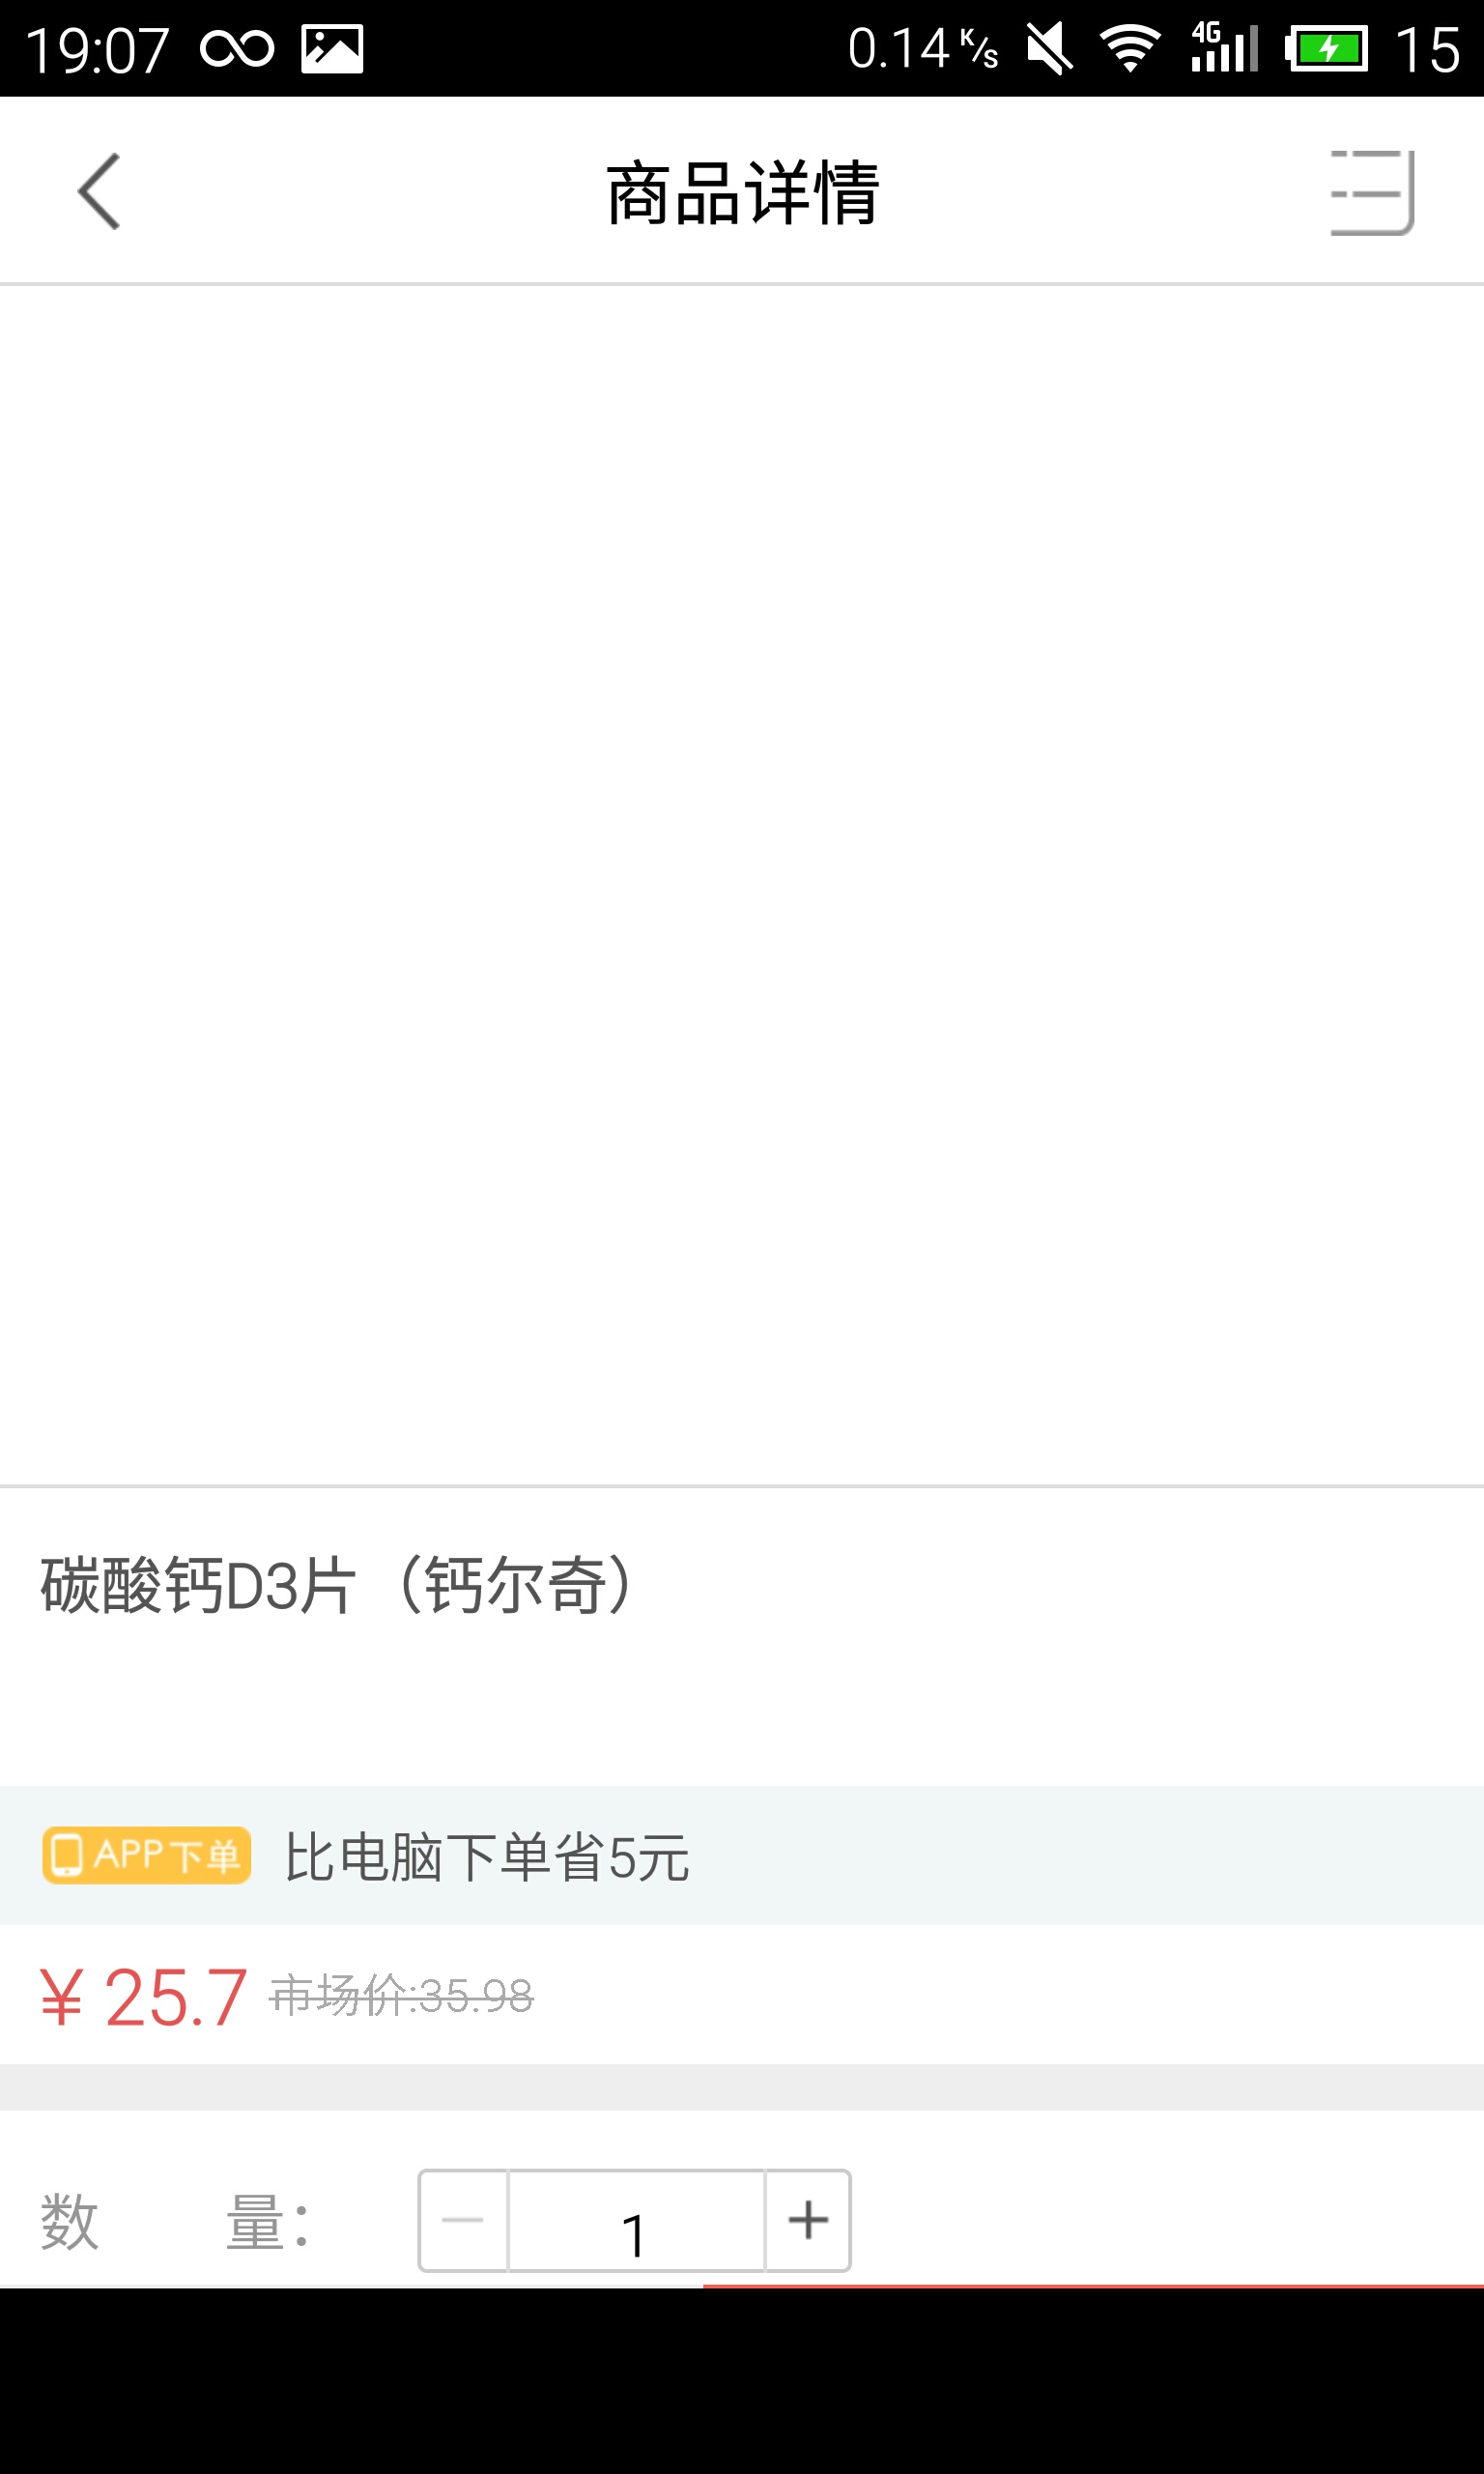 19:07 0.14 K/s 4G 15
商品详情
碳酸钙D3片（钙尔奇）
APP下单 比电脑下单省5元
¥ 25.7 市场价:35.98
数 量： 1